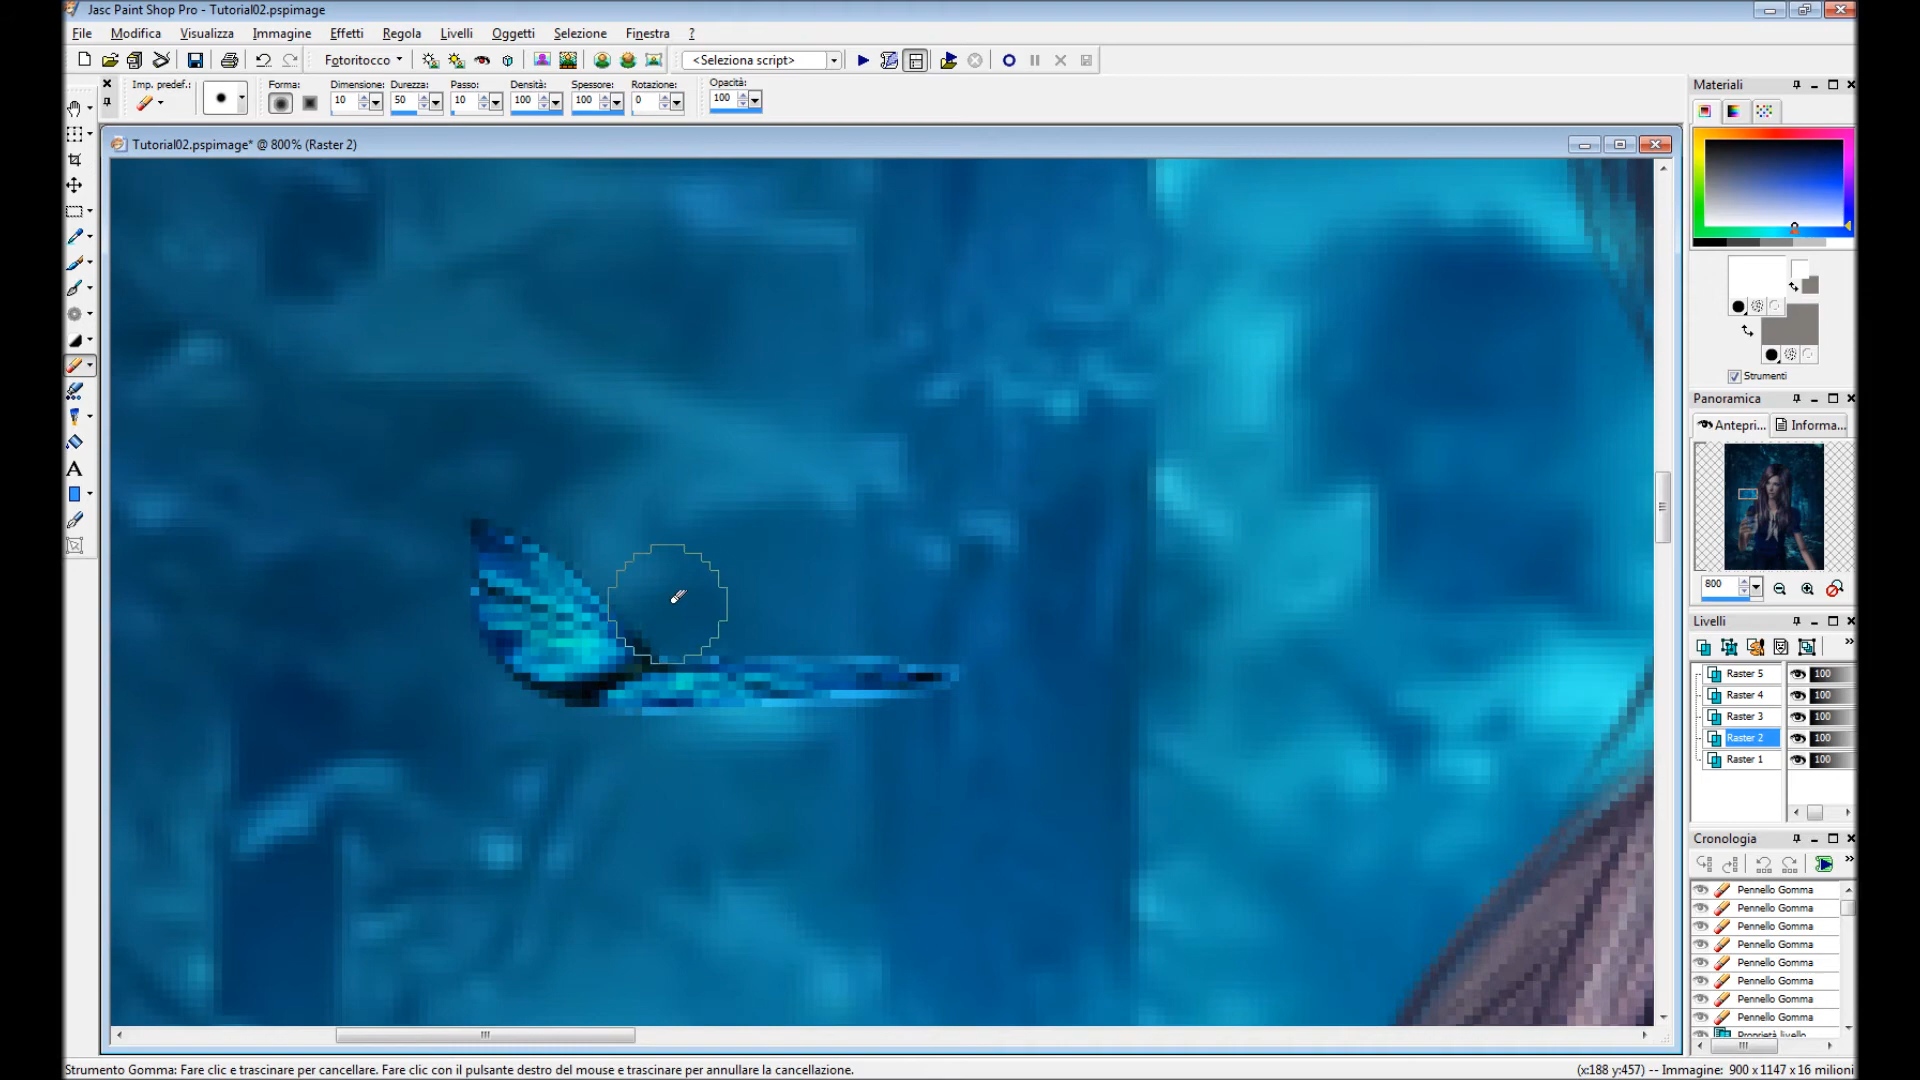 Jasc Paint Shop Pro - Tutorial02.pspimage
File Modifica Visualizza Immagine Effetti Regola Livelli Oggetti Selezione Finestra ?
Fotoritocco <Seleziona script>
Imp. predef.: Forma: Dimensione: Durezza: Passo: Densità: Spessore: Rotazione: Opacità:
10 50 10 100 100 0 100
Tutorial02.pspimage* @ 800% (Raster 2)
Materiali
Strumenti
Panoramica
Antepri... Informa...
800
Livelli
Raster 5 100
Raster 4 100
Raster 3 100
Raster 2 100
Raster 1 100
Cronologia
Pennello Gomma
Pennello Gomma
Pennello Gomma
Pennello Gomma
Pennello Gomma
Pennello Gomma
Pennello Gomma
Pennello Gomma
Proprietà livello
A
Strumento Gomma: Fare clic e trascinare per cancellare. Fare clic con il pulsante destro del mouse e trascinare per annullare la cancellazione.
(x:188 y:457) -- Immagine: 900 x 1147 x 16 milioni